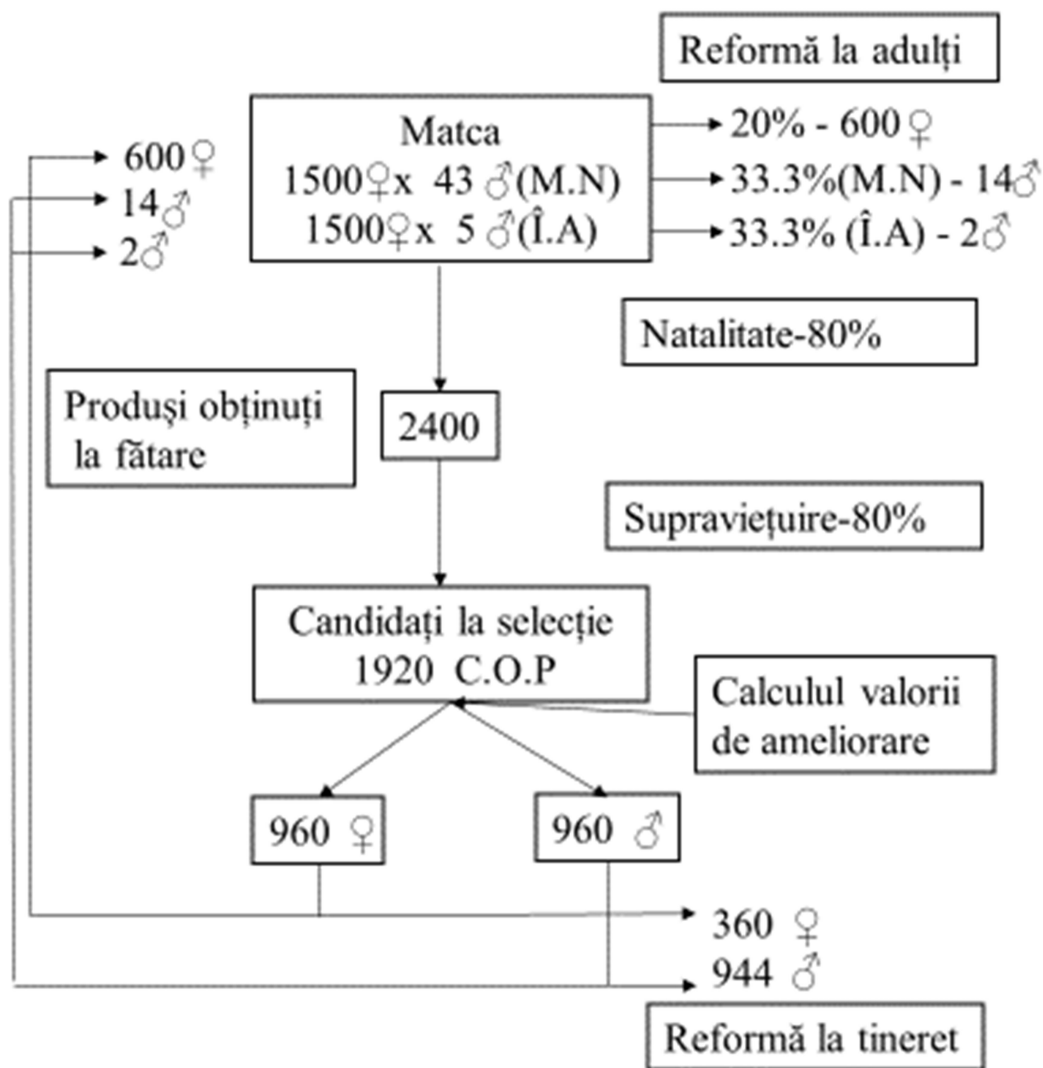 Reformă la adulți
Matca
1500♀x 43 ♂(M.N)
1500♀x 5 ♂(Î.A)
20% - 600♀
33.3%(M.N) - 14♂
33.3% (Î.A) - 2♂
600♀
14♂
2♂
Natalitate-80%
Produși obținuți
la fătare
2400
Supraviețuire-80%
Candidați la selecție
1920 C.O.P
Calculul valorii
de ameliorare
960 ♀
960 ♂
360 ♀
944 ♂
Reformă la tineret